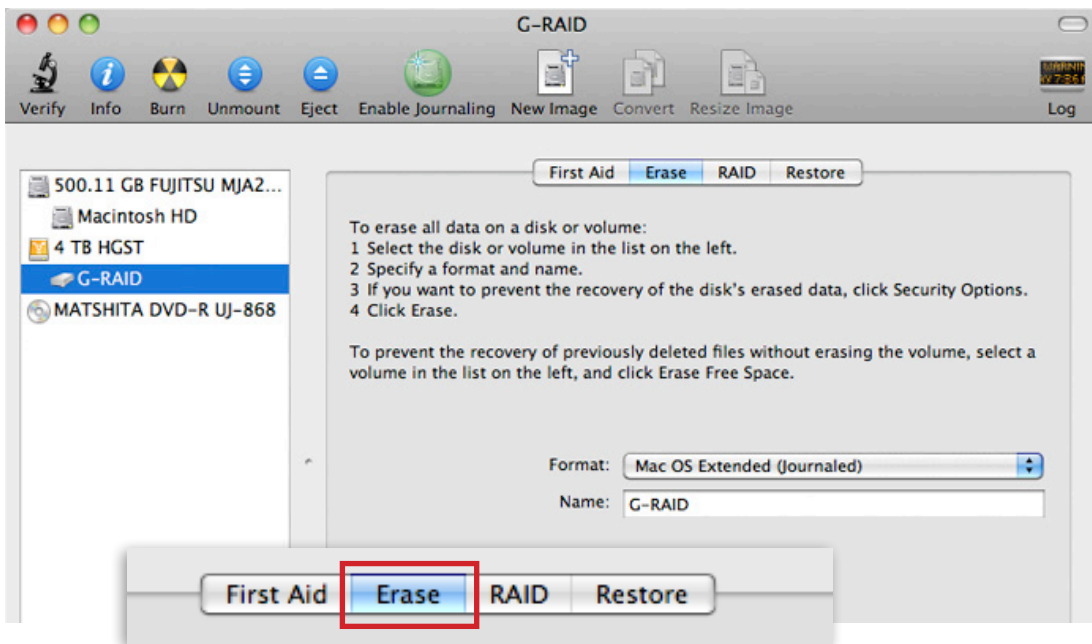 G-RAID
Verify Info Burn Unmount Eject Enable Journaling New Image Convert Resize Image Log
First Aid Erase RAID Restore
500.11 GB FUJITSU MJA2...
Macintosh HD
4 TB HGST
G-RAID
MATSHITA DVD-R UJ-868
To erase all data on a disk or volume:
1 Select the disk or volume in the list on the left.
2 Specify a format and name.
3 If you want to prevent the recovery of the disk's erased data, click Security Options.
4 Click Erase.
To prevent the recovery of previously deleted files without erasing the volume, select a
volume in the list on the left, and click Erase Free Space.
Format: Mac OS Extended (Journaled)
Name: G-RAID
First Aid Erase RAID Restore